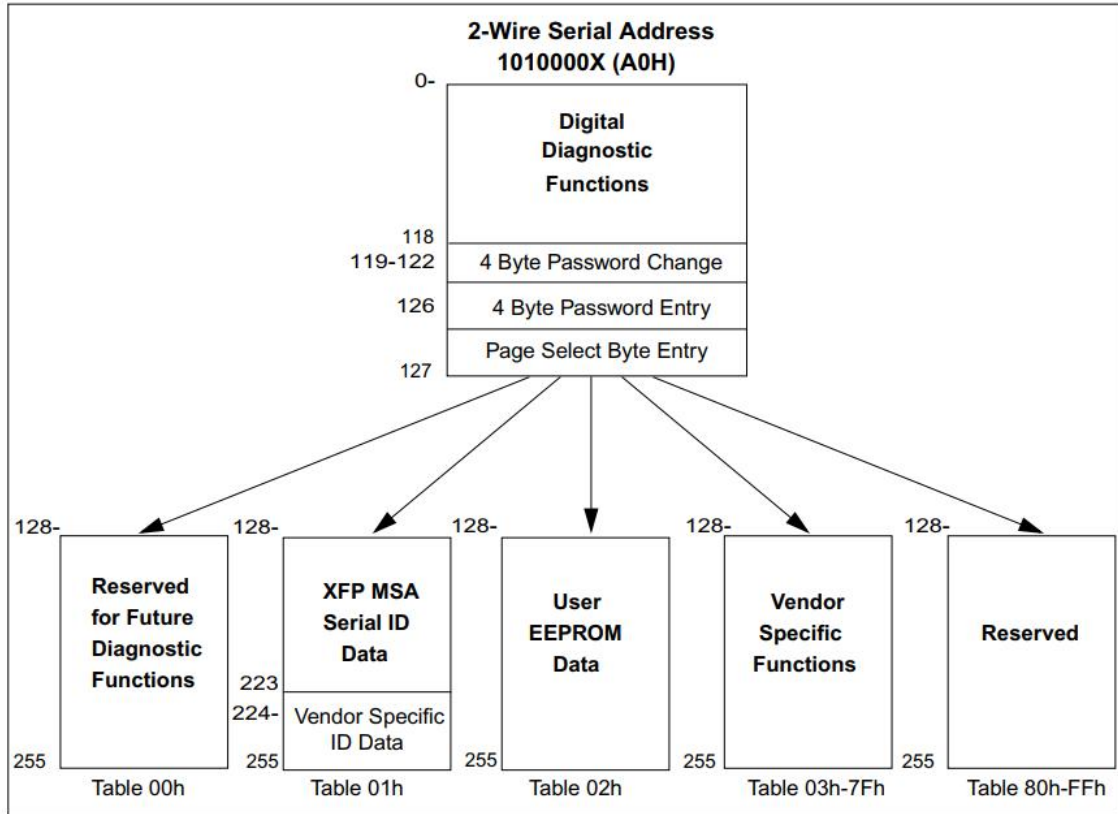 2-Wire Serial Address
1010000X (A0H)
0-
Digital
Diagnostic
Functions
118
119-122
4 Byte Password Change
126
4 Byte Password Entry
Page Select Byte Entry
127
128-
Reserved
for Future
Diagnostic
Functions
255
Table 00h
128-
XFP MSA
Serial ID
Data
223
224-
Vendor Specific
ID Data
255
Table 01h
128-
User
EEPROM
Data
255
Table 02h
128-
Vendor
Specific
Functions
255
Table 03h-7Fh
128-
Reserved
255
Table 80h-FFh